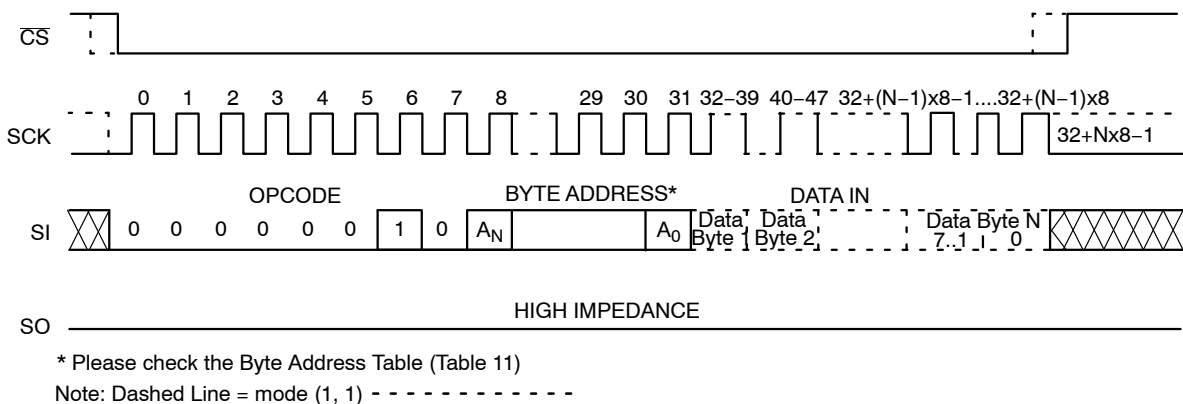 CS
0 1 2 3 4 5 6 7 8 29 30 31 32−39 40−47 32+(N−1)x8−1....32+(N−1)x8
SCK
32+Nx8−1
OPCODE BYTE ADDRESS* DATA IN
SI 0 0 0 0 0 0 1 0 AN A0 Data Byte 1 Data Byte 2 Data Byte N
7..1 0
HIGH IMPEDANCE
SO
* Please check the Byte Address Table (Table 11)
Note: Dashed Line = mode (1, 1)